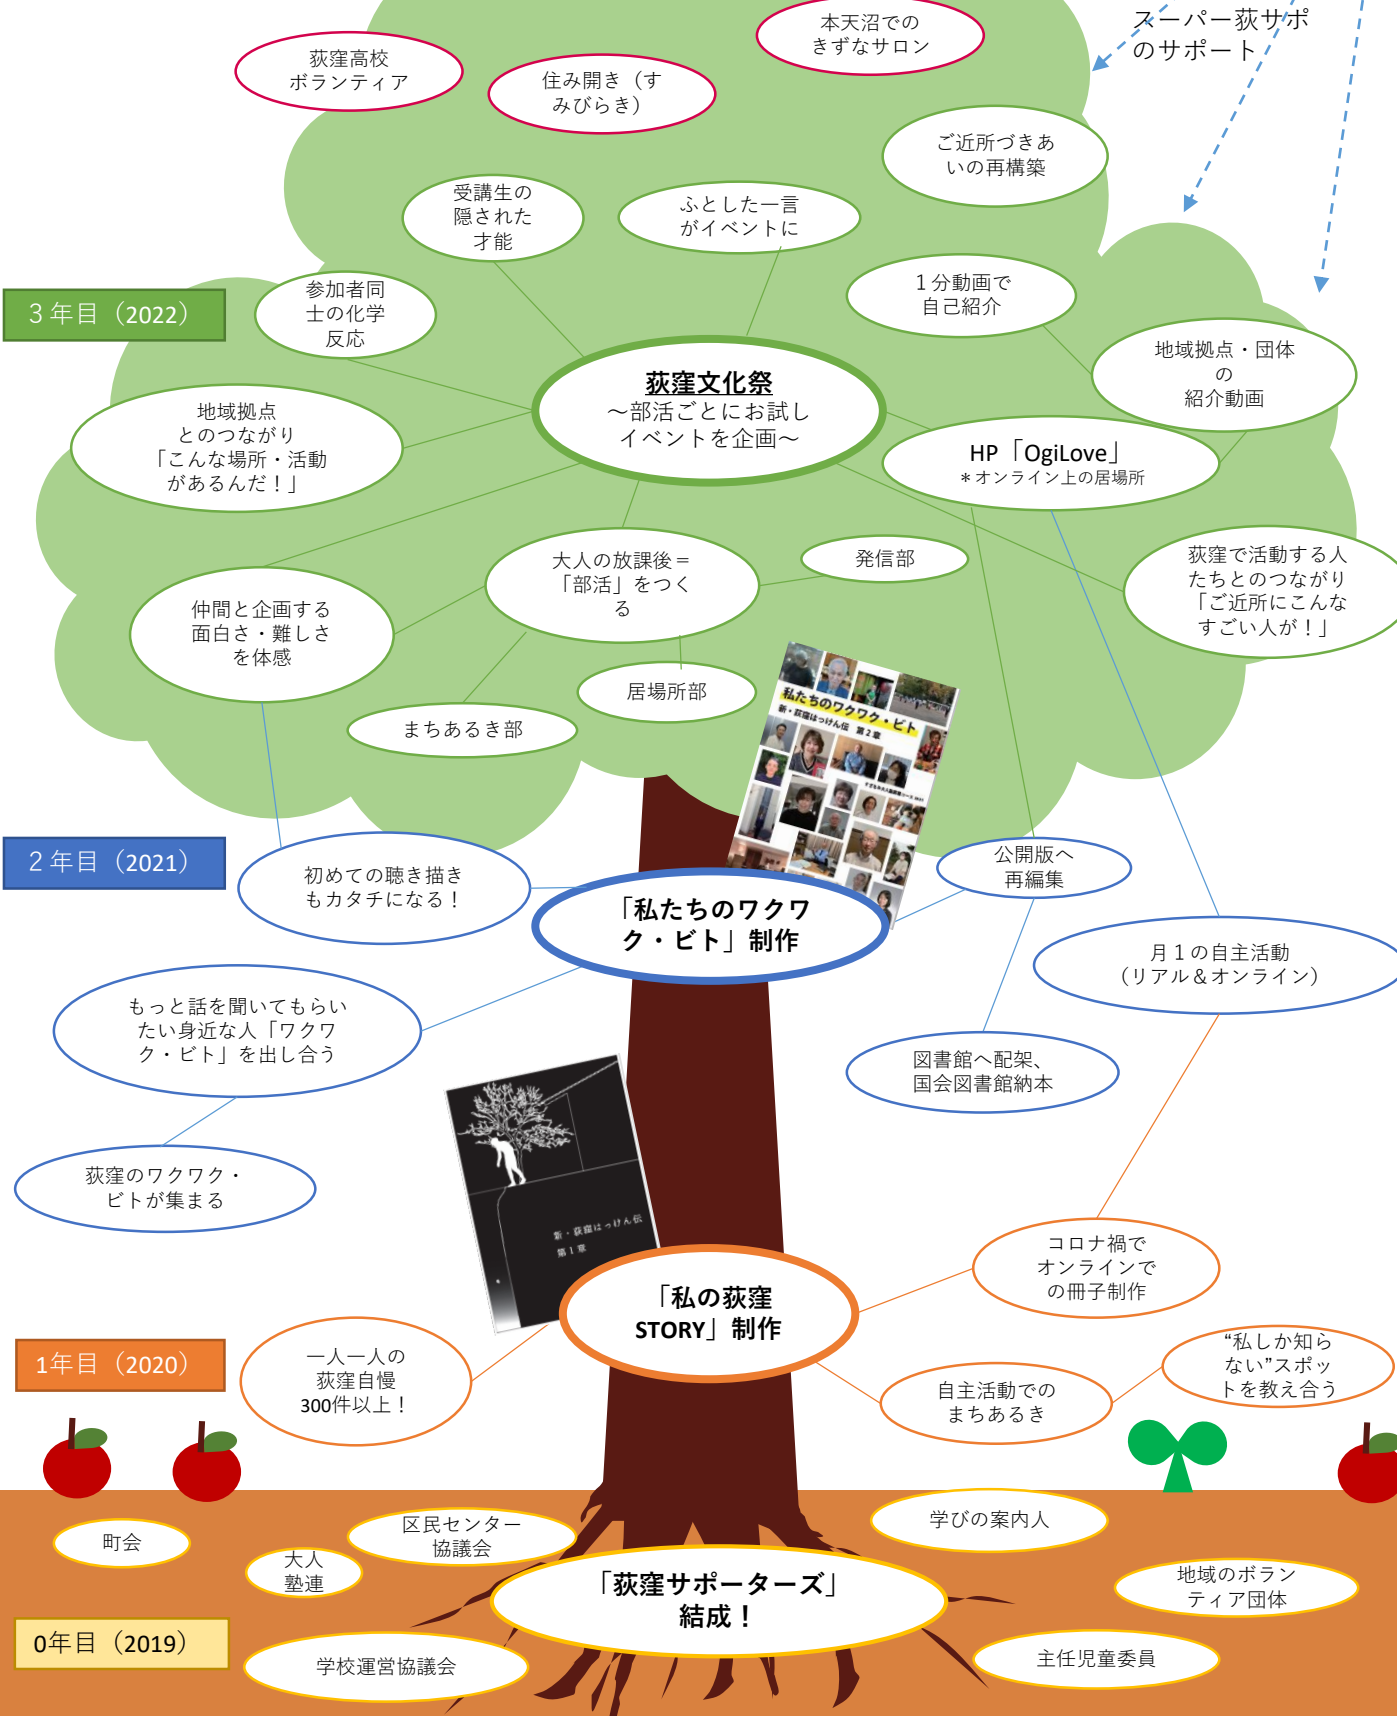 スーパー荻サポ
のサポート
本天沼での
きずなサロン
荻窪高校
ボランティア
住み開き（す
みびらき）
ご近所づきあ
いの再構築
受講生の
隠された
才能
ふとした一言
がイベントに
３年目（2022）
参加者同
士の化学
反応
１分動画で
自己紹介
地域拠点・団体
の
紹介動画
荻窪文化祭
～部活ごとにお試し
イベントを企画～
地域拠点
とのつながり
「こんな場所・活動
があるんだ！」
HP「OgiLove」
＊オンライン上の居場所
大人の放課後＝
「部活」をつく
る
発信部
荻窪で活動する人
たちとのつながり
「ご近所にこんな
すごい人が！」
仲間と企画する
面白さ・難しさ
を体感
居場所部
まちあるき部
私たちのワクワク・ビト
新・荻窪はっけん伝　第2章
２年目（2021）
初めての聴き描き
もカタチになる！
「私たちのワクワ
ク・ビト」制作
公開版へ
再編集
月１の自主活動
（リアル＆オンライン）
もっと話を聞いてもらい
たい身近な人「ワクワ
ク・ビト」を出し合う
図書館へ配架、
国会図書館納本
荻窪のワクワク・
ビトが集まる
新・荻窪はっけん伝
第１章
コロナ禍で
オンラインで
の冊子制作
「私の荻窪
STORY」制作
1年目（2020）
一人一人の
荻窪自慢
300件以上！
自主活動での
まちあるき
“私しか知ら
ない”スポッ
トを教え合う
町会
大人
塾連
区民センター
協議会
学びの案内人
地域のボラン
ティア団体
「荻窪サポーターズ」
結成！
0年目（2019）
学校運営協議会
主任児童委員